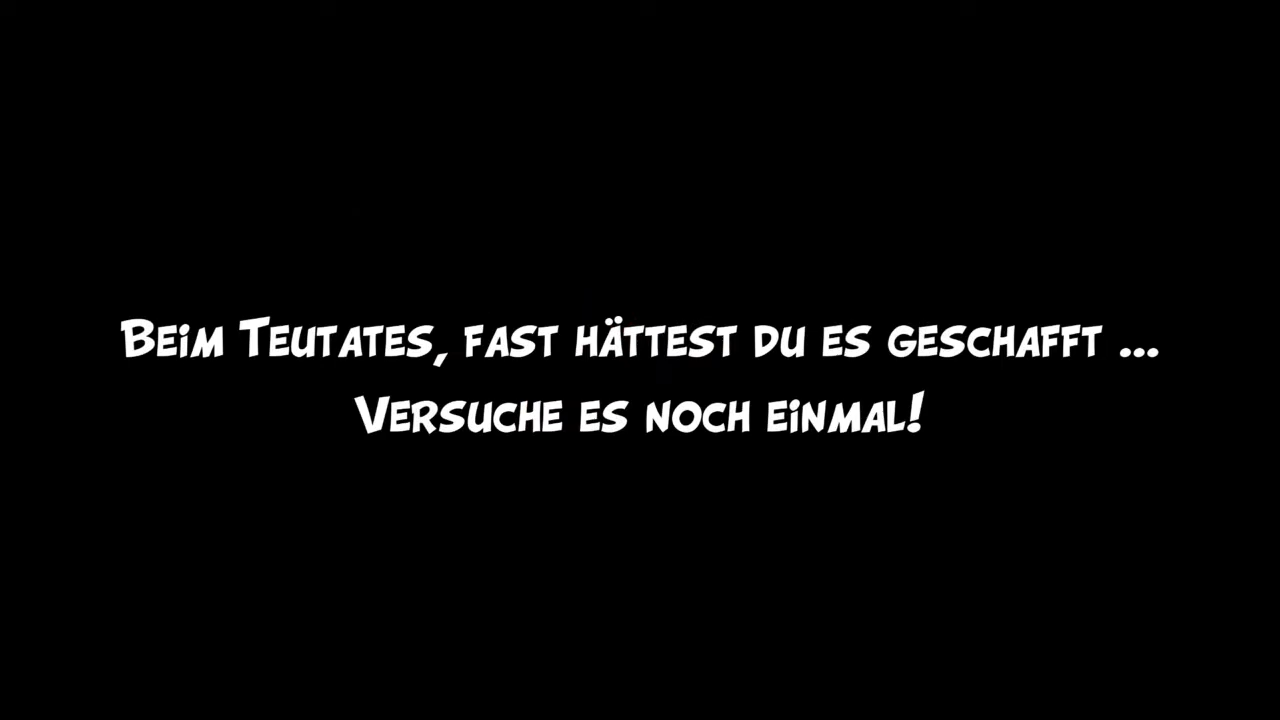 Beim Teutates, fast hättest du es geschafft ...
Versuche es noch einmal!